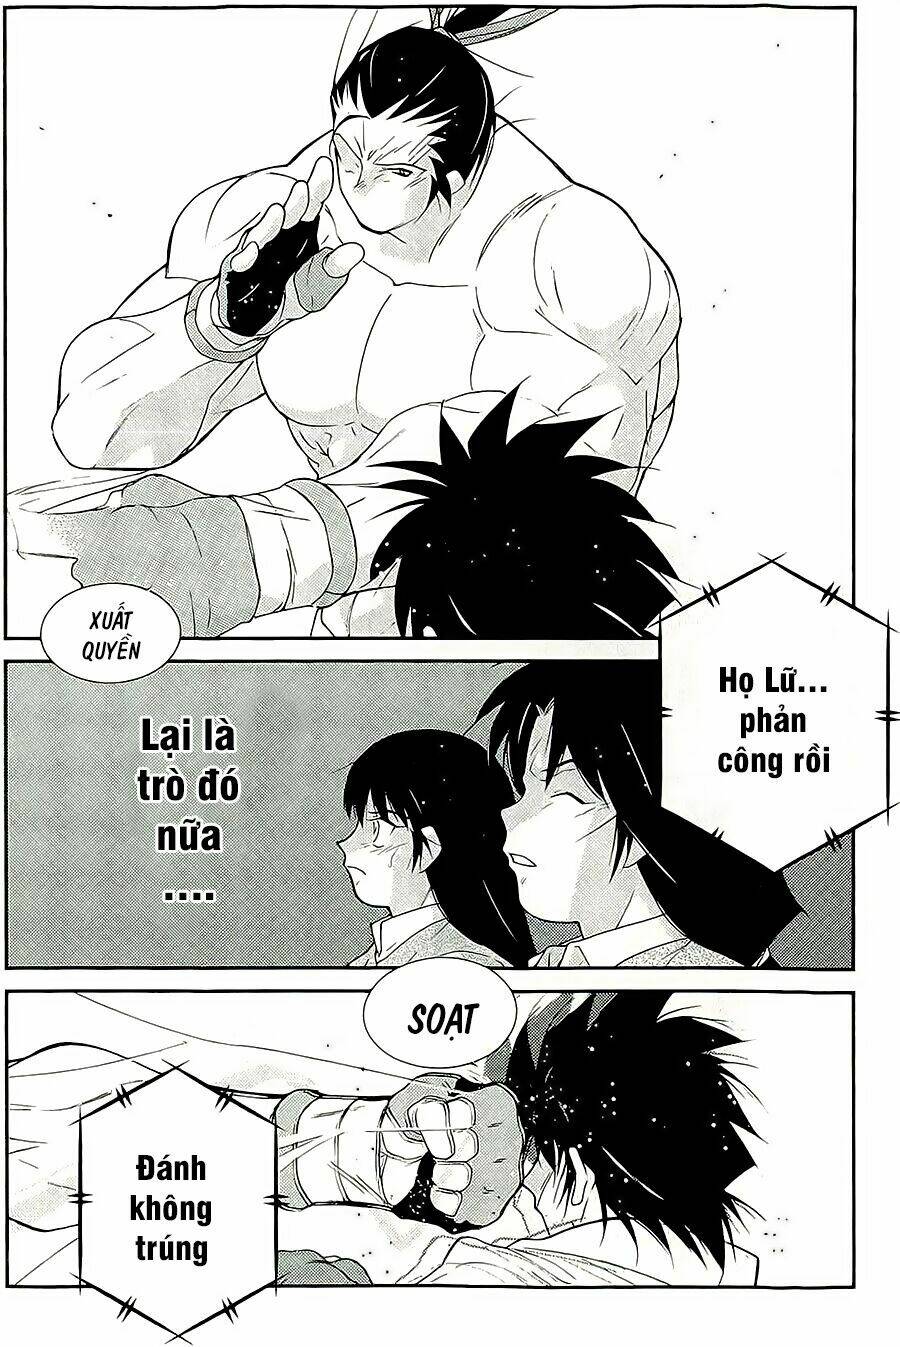 XUẤT
QUYỀN
Họ Lữ...
phản
công rồi
Lại là
trò đó
nữa
....
SOẠT
Đánh
không
trúng